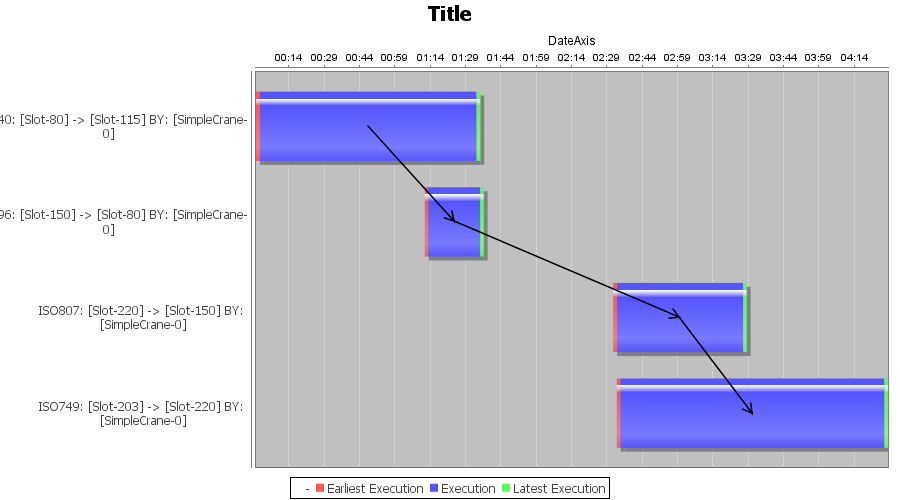 Title
DateAxis
00:14 00:29 00:44 00:59 01:14 01:29 01:44 01:59 02:14 02:29 02:44 02:59 03:14 03:29 03:44 03:59 04:14
40: [Slot-80] -> [Slot-115] BY: [SimpleCrane-
0]
96: [Slot-150] -> [Slot-80] BY: [SimpleCrane-
0]
ISO807: [Slot-220] -> [Slot-150] BY:
[SimpleCrane-0]
ISO749: [Slot-203] -> [Slot-220] BY:
[SimpleCrane-0]
- Earliest Execution Execution Latest Execution